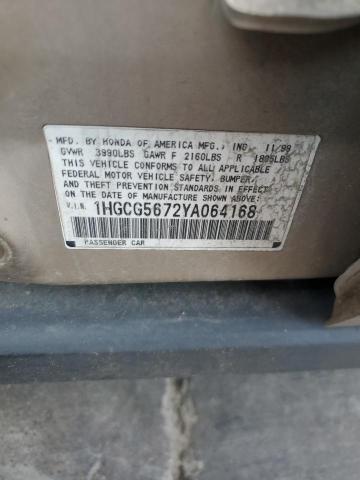 MFD. BY HONDA OF AMERICA MFG., INC. 11/99
GVWR 3990LBS GAWR F 2160LBS R 1805LBS
THIS VEHICLE CONFORMS TO ALL APPLICABLE
FEDERAL MOTOR VEHICLE SAFETY, BUMPER,
AND THEFT PREVENTION STANDARDS IN EFFECT
ON THE DATE OF MANUFACTURE SHOWN ABOVE.
V.I.N. 1HGCG5672YA064168
PASSENGER CAR